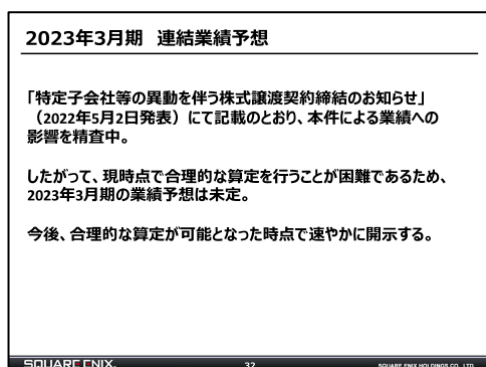 2023年3月期 連結業績予想
「特定子会社等の異動を伴う株式譲渡契約締結のお知らせ」
（2022年5月2日発表）にて記載のとおり、本件による業績への
影響を精査中。
したがって、現時点で合理的な算定を行うことが困難であるため、
2023年3月期の業績予想は未定。
今後、合理的な算定が可能となった時点で速やかに開示する。
SQUARE ENIX.
32
SQUARE ENIX HOLDINGS CO., LTD.